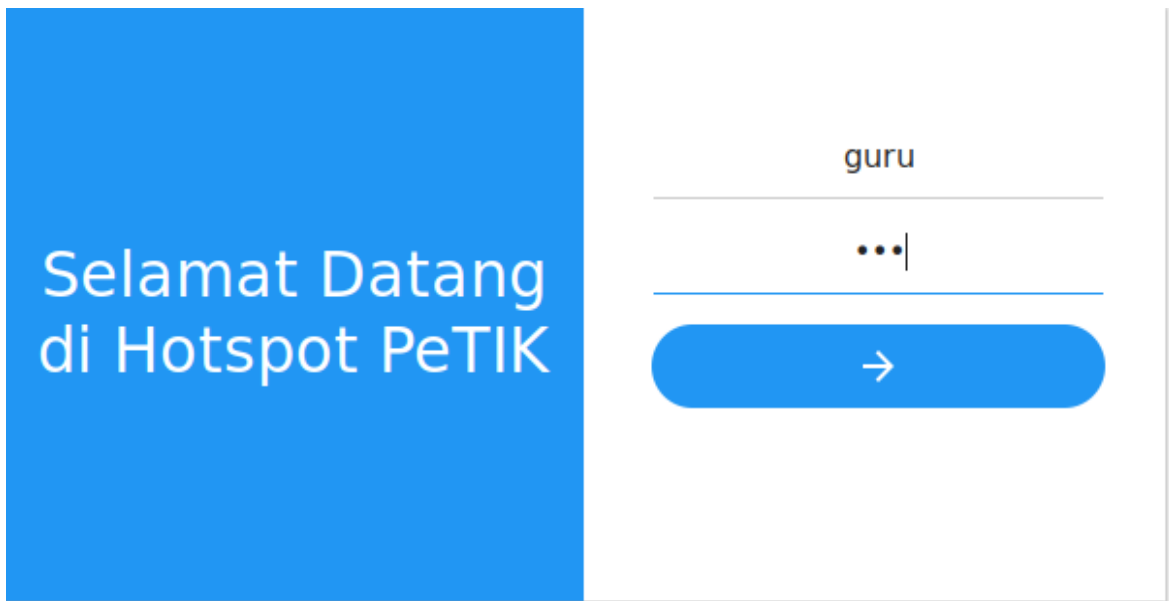 Selamat Datang
di Hotspot PeTIK
guru
•••
→